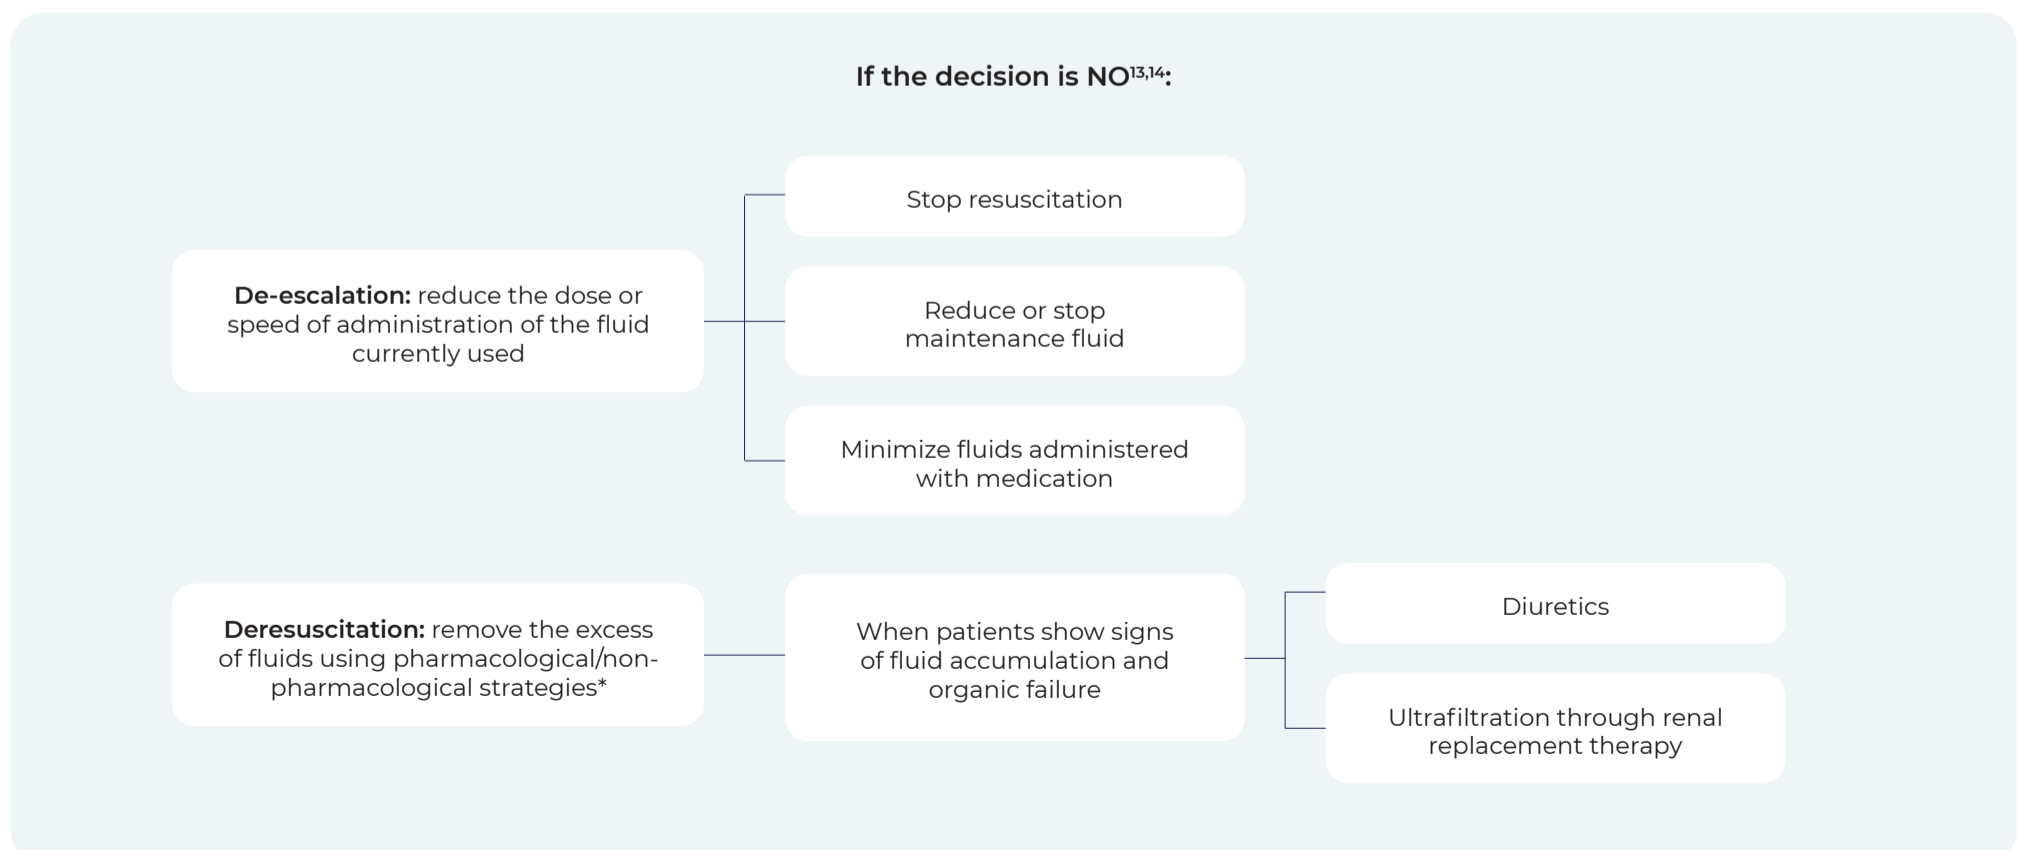 If the decision is NO13,14:
Stop resuscitation
De-escalation: reduce the dose or
speed of administration of the fluid
currently used
Reduce or stop
maintenance fluid
Minimize fluids administered
with medication
Deresuscitation: remove the excess
of fluids using pharmacological/non-
pharmacological strategies*
When patients show signs
of fluid accumulation and
organic failure
Diuretics
Ultrafiltration through renal
replacement therapy